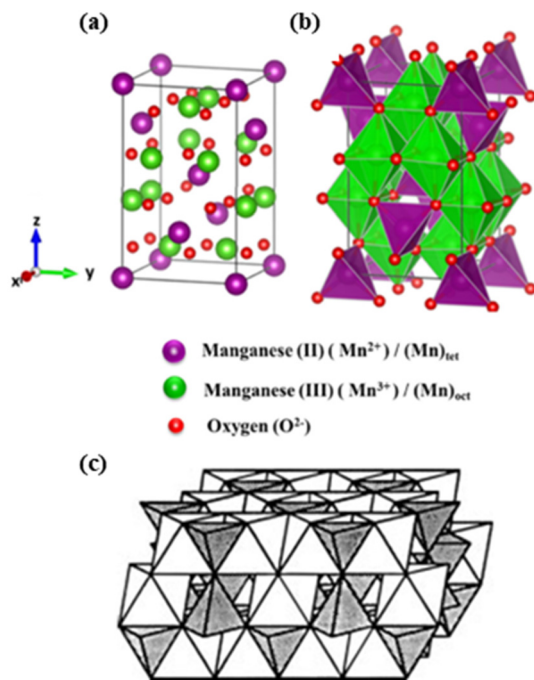 (a) (b)
z
x y
Manganese (II) ( Mn²⁺) / (Mn)tet
Manganese (III) ( Mn³⁺) / (Mn)oct
Oxygen (O²⁻)
(c)